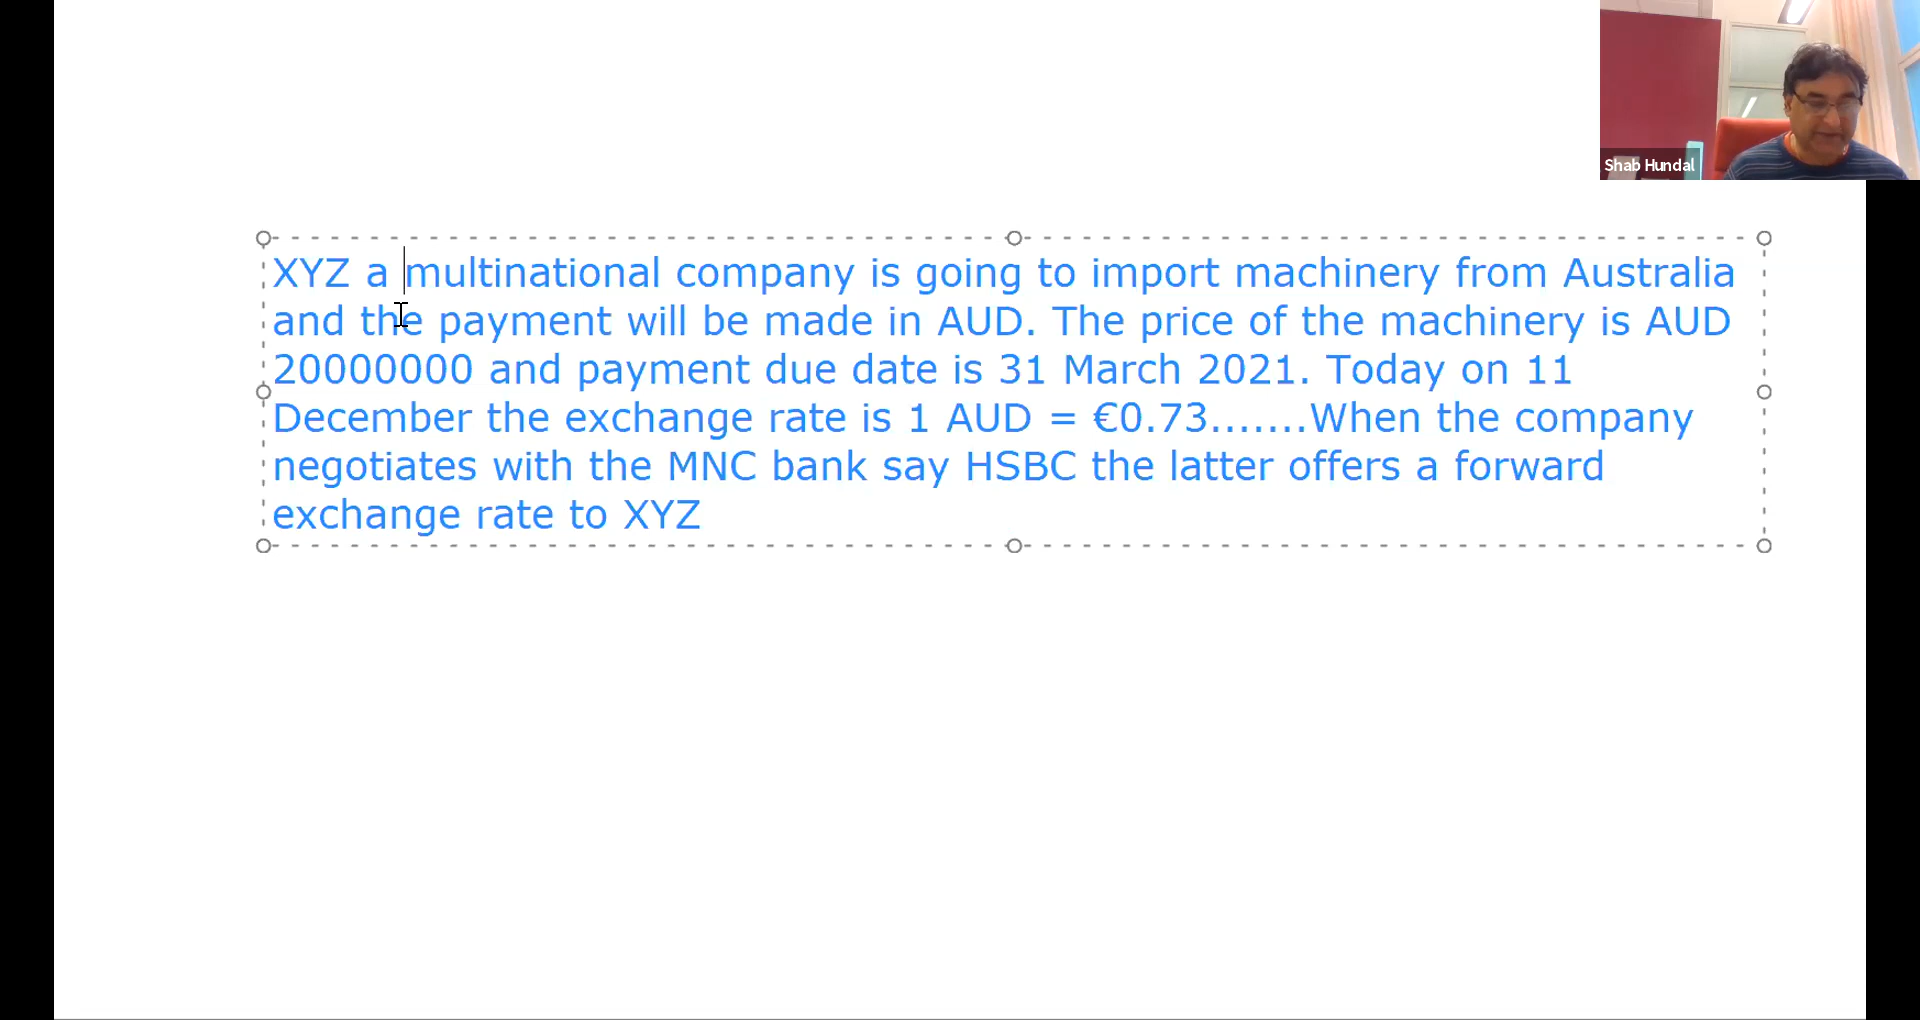 Shab Hundal
XYZ a multinational company is going to import machinery from Australia
and the payment will be made in AUD. The price of the machinery is AUD
20000000 and payment due date is 31 March 2021. Today on 11
December the exchange rate is 1 AUD = €0.73.......When the company
negotiates with the MNC bank say HSBC the latter offers a forward
exchange rate to XYZ